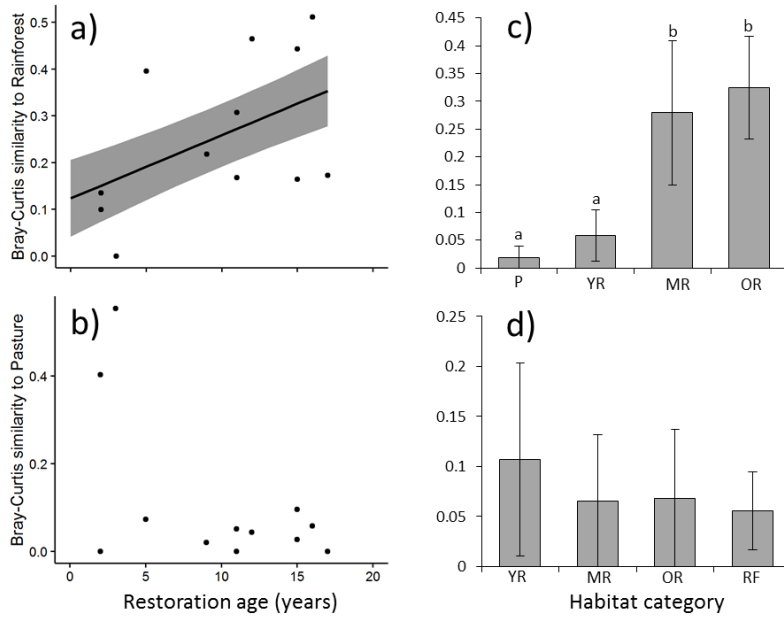 a)
Bray-Curtis similarity to Rainforest
0.5
0.4
0.3
0.2
0.1
0.0
c)
0.45
0.4
0.35
0.3
0.25
0.2
0.15
0.1
0.05
0
a
a
b
b
P YR MR OR
b)
Bray-Curtis similarity to Pasture
0.4
0.2
0.0
0 5 10 15 20
Restoration age (years)
d)
0.25
0.2
0.15
0.1
0.05
0
YR MR OR RF
Habitat category